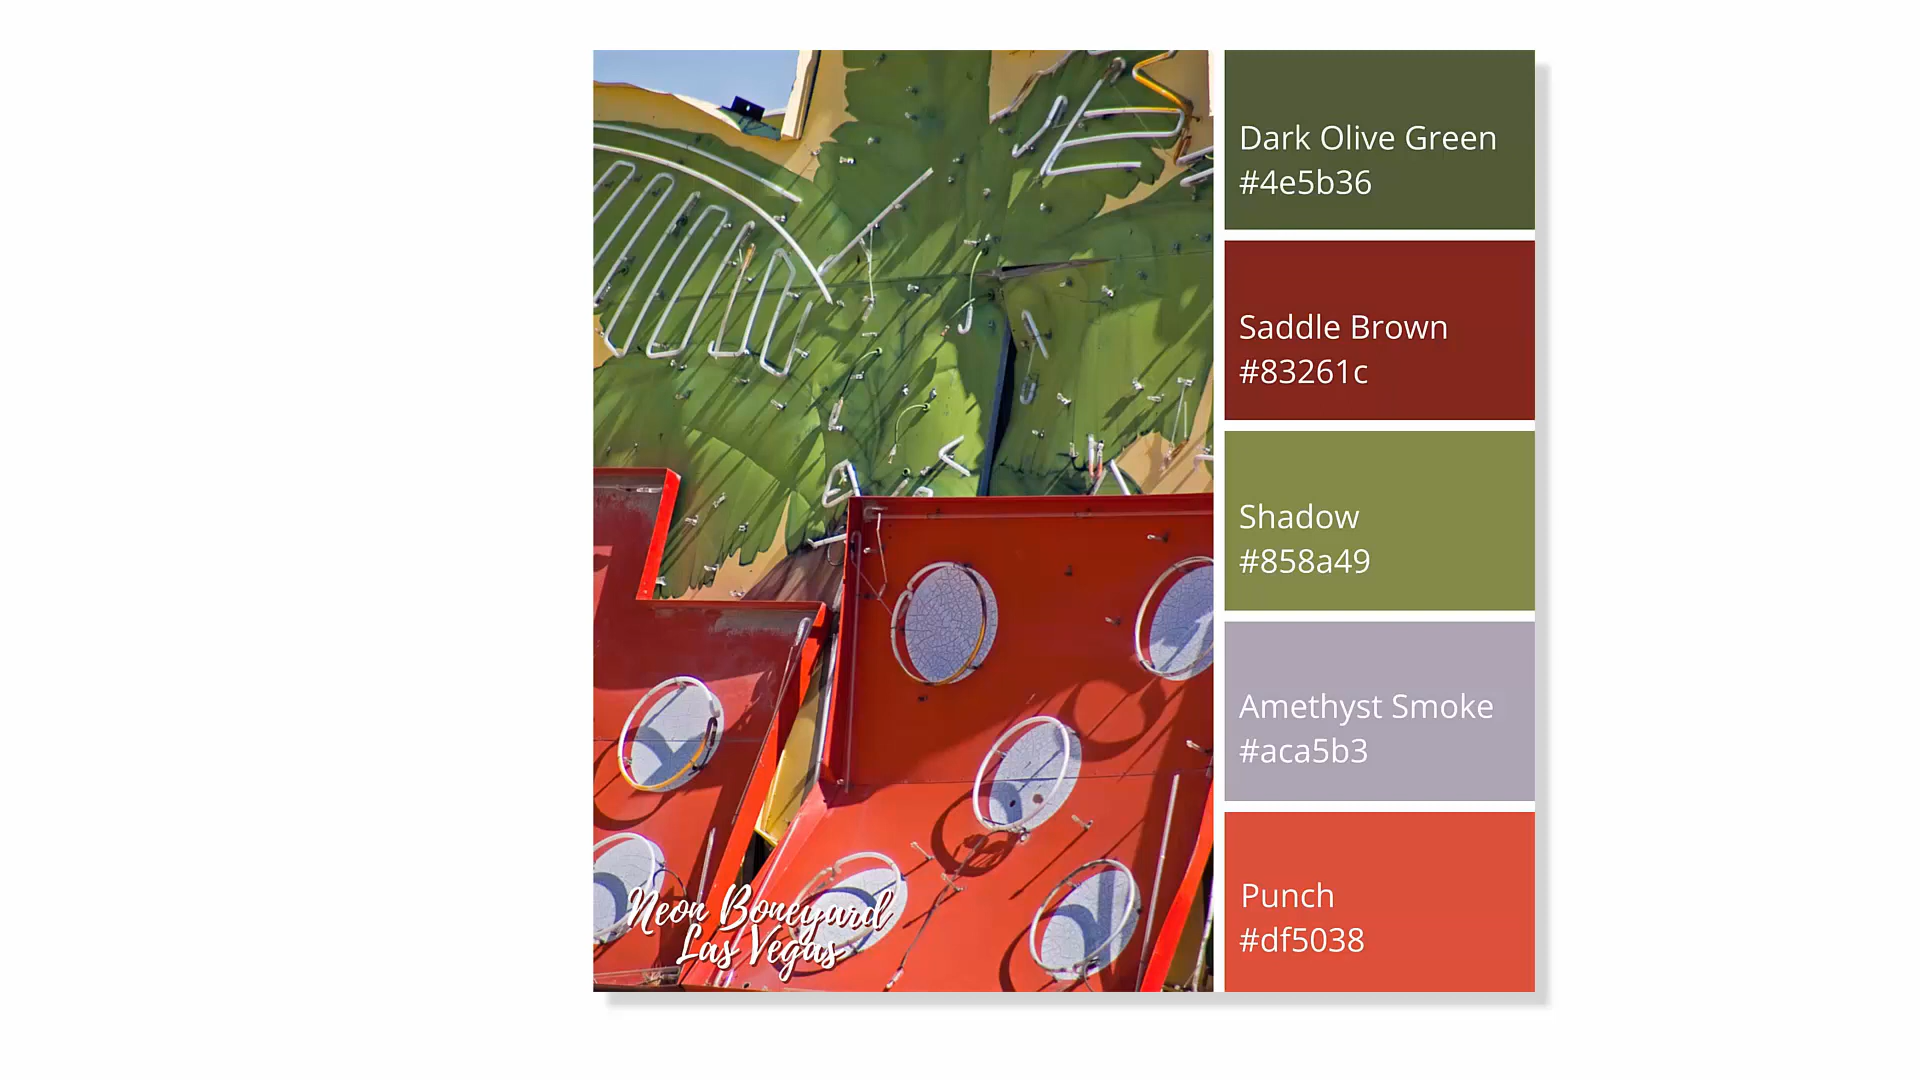 Neon Boneyard
Las Vegas
Dark Olive Green
#4e5b36
Saddle Brown
#83261c
Shadow
#858a49
Amethyst Smoke
#aca5b3
Punch
#df5038